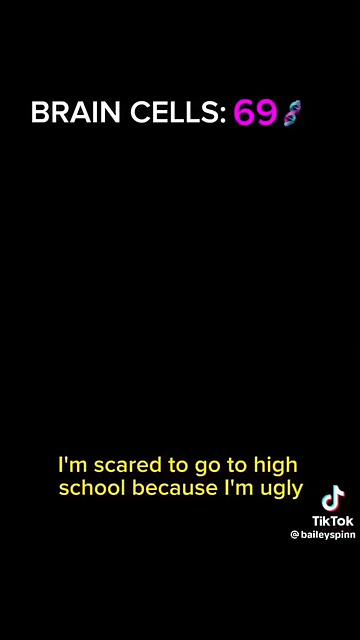 BRAIN CELLS: 69🧬
I'm scared to go to high
school because I'm ugly
TikTok
@baileyspinn